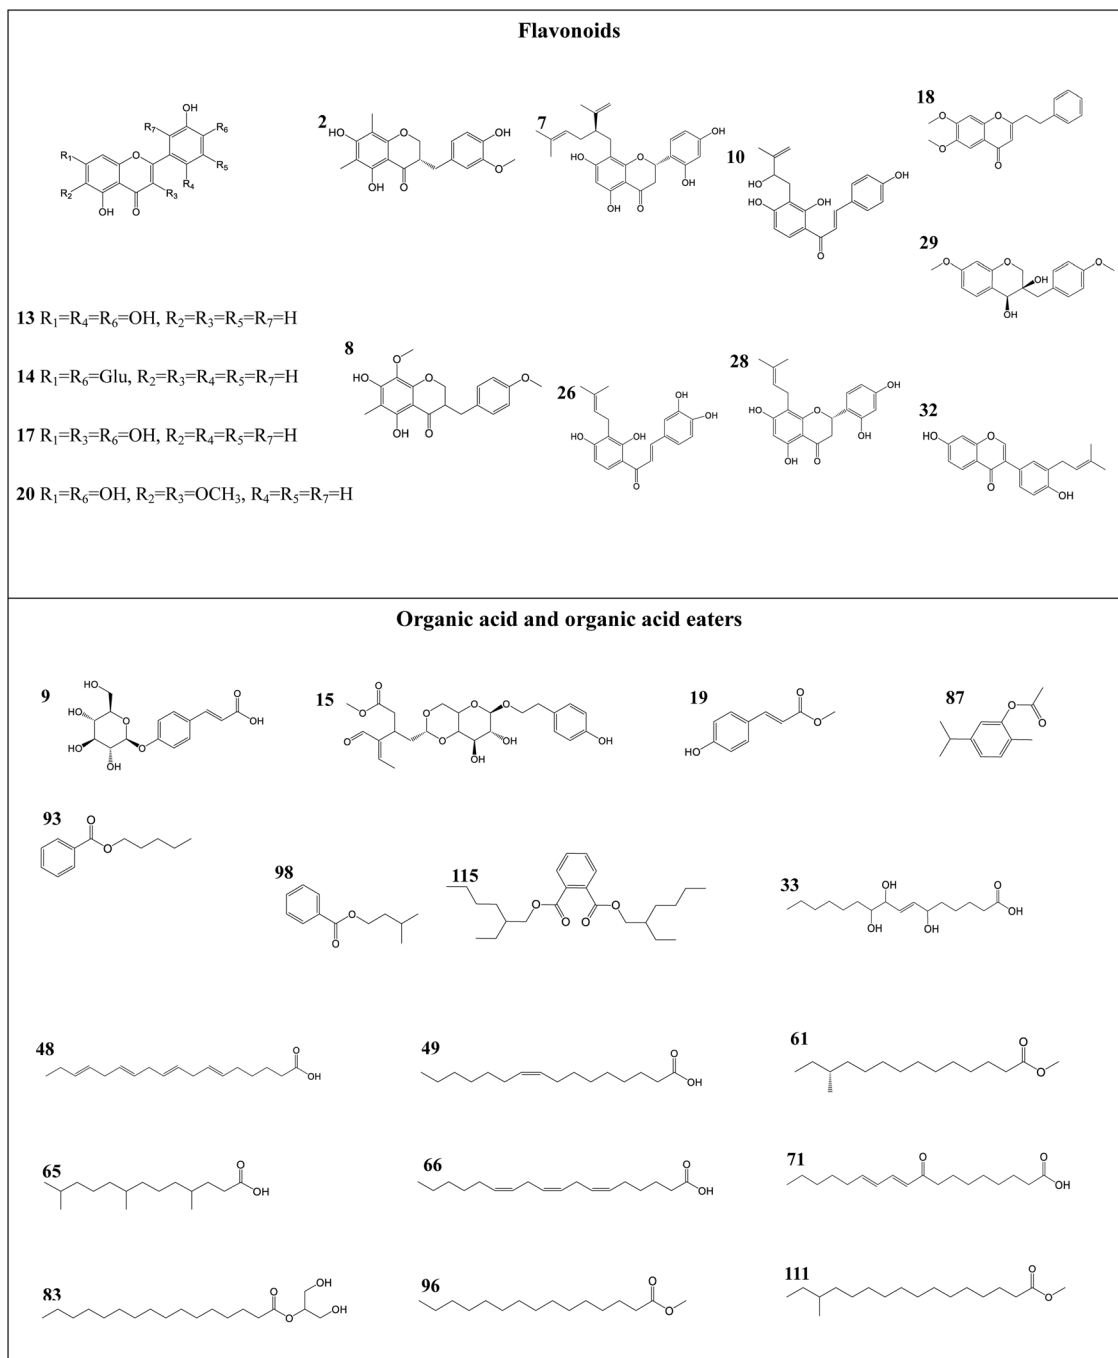 Flavonoids
OH
R7
R6
R1
R5
R2
R4
R3
OH
O
2
HO
O
OH
O
OH
O
7
OH
HO
O
OH
OH
O
10
OH
HO
OH
OH
O
18
O
O
O
O
29
O
O
OH
OH
O
13 R1=R4=R6=OH, R2=R3=R5=R7=H
14 R1=R6=Glu, R2=R3=R4=R5=R7=H
17 R1=R3=R6=OH, R2=R4=R5=R7=H
20 R1=R6=OH, R2=R3=OCH3, R4=R5=R7=H
8
O
HO
O
OH
O
O
26
OH
OH
HO
OH
O
28
OH
HO
O
OH
OH
O
32
HO
O
O
OH
Organic acid and organic acid eaters
9
HO
HO
O
HO
OH
O
O
OH
15
O
O
O
O
O
O
O
O
OH
OH
OH
19
O
O
HO
87
O
O
93
O
O
98
O
O
115
O
O
O
O
33
OH
OH
OH
O
OH
48
O
OH
49
O
OH
61
O
O
65
O
OH
66
O
OH
71
O
O
OH
83
O
O
OH
OH
96
O
O
111
O
O